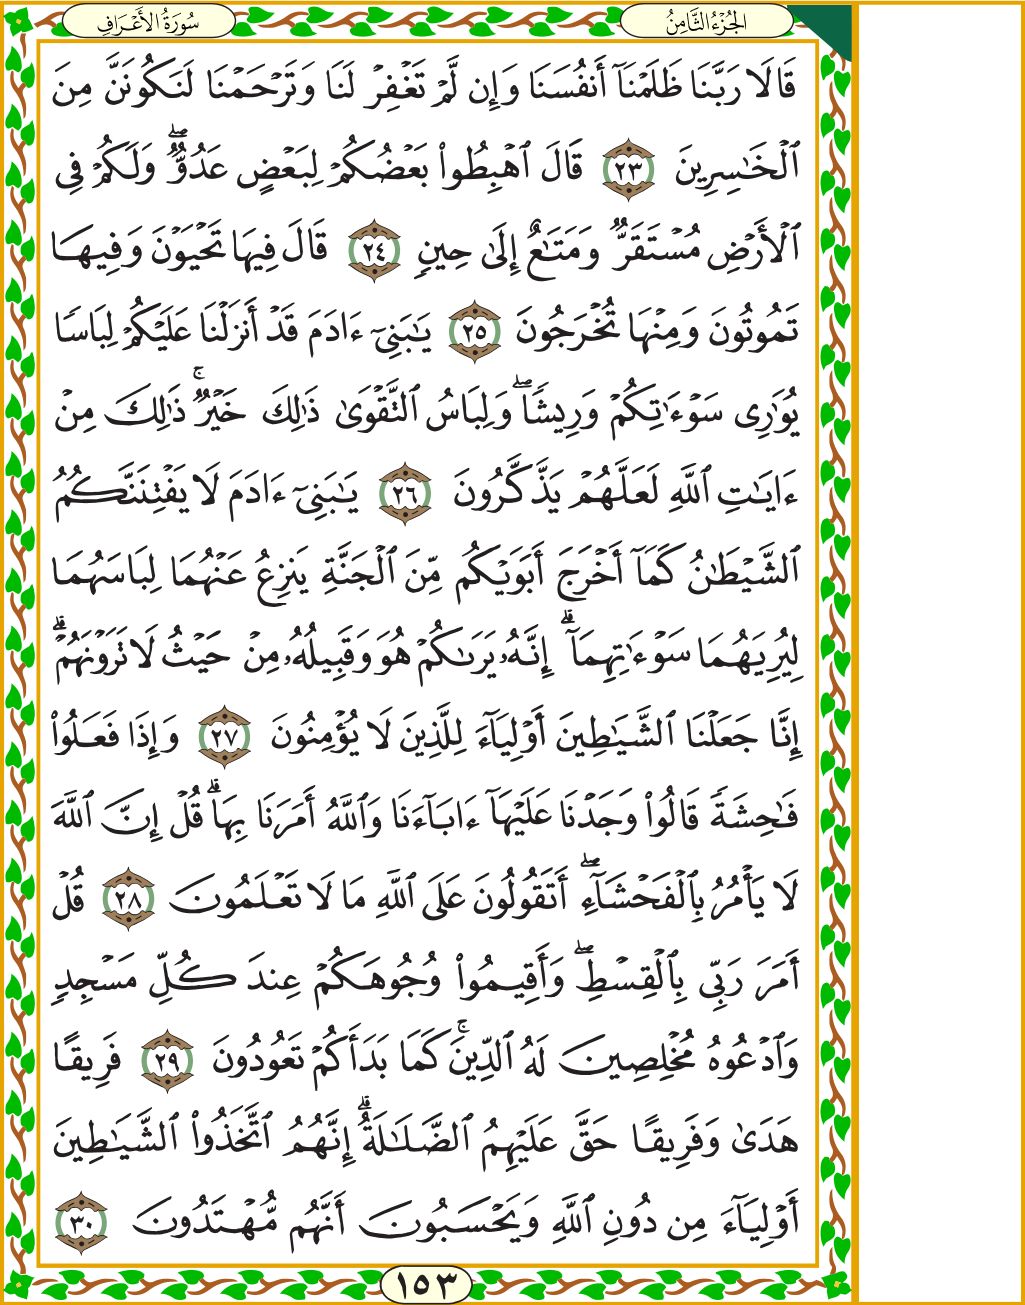 الجُزْءُ الثَّامِنُ
سُورَةُ الأَعْرَافِ
قَالَا رَبَّنَا ظَلَمْنَآ أَنفُسَنَا وَإِن لَّمْ تَغْفِرْ لَنَا وَتَرْحَمْنَا لَنَكُونَنَّ مِنَ
ٱلْخَٰسِرِينَ ٢٣ قَالَ ٱهْبِطُوا۟ بَعْضُكُمْ لِبَعْضٍ عَدُوٌّ ۖ وَلَكُمْ فِى
ٱلْأَرْضِ مُسْتَقَرٌّ وَمَتَٰعٌ إِلَىٰ حِينٍ ٢٤ قَالَ فِيهَا تَحْيَوْنَ وَفِيهَا
تَمُوتُونَ وَمِنْهَا تُخْرَجُونَ ٢٥ يَٰبَنِىٓ ءَادَمَ قَدْ أَنزَلْنَا عَلَيْكُمْ لِبَاسًا
يُوَٰرِى سَوْءَٰتِكُمْ وَرِيشًا ۖ وَلِبَاسُ ٱلتَّقْوَىٰ ذَٰلِكَ خَيْرٌ ۚ ذَٰلِكَ مِنْ
ءَايَٰتِ ٱللَّهِ لَعَلَّهُمْ يَذَّكَّرُونَ ٢٦ يَٰبَنِىٓ ءَادَمَ لَا يَفْتِنَنَّكُمُ
ٱلشَّيْطَٰنُ كَمَآ أَخْرَجَ أَبَوَيْكُم مِّنَ ٱلْجَنَّةِ يَنزِعُ عَنْهُمَا لِبَاسَهُمَا
لِيُرِيَهُمَا سَوْءَٰتِهِمَآ ۗ إِنَّهُۥ يَرَىٰكُمْ هُوَ وَقَبِيلُهُۥ مِنْ حَيْثُ لَا تَرَوْنَهُمْ ۗ
إِنَّا جَعَلْنَا ٱلشَّيَٰطِينَ أَوْلِيَآءَ لِلَّذِينَ لَا يُؤْمِنُونَ ٢٧ وَإِذَا فَعَلُوا۟
فَٰحِشَةً قَالُوا۟ وَجَدْنَا عَلَيْهَآ ءَابَآءَنَا وَٱللَّهُ أَمَرَنَا بِهَا ۗ قُلْ إِنَّ ٱللَّهَ
لَا يَأْمُرُ بِٱلْفَحْشَآءِ ۖ أَتَقُولُونَ عَلَى ٱللَّهِ مَا لَا تَعْلَمُونَ ٢٨ قُلْ
أَمَرَ رَبِّى بِٱلْقِسْطِ ۖ وَأَقِيمُوا۟ وُجُوهَكُمْ عِندَ كُلِّ مَسْجِدٍ
وَٱدْعُوهُ مُخْلِصِينَ لَهُ ٱلدِّينَ ۚ كَمَا بَدَأَكُمْ تَعُودُونَ ٢٩ فَرِيقًا
هَدَىٰ وَفَرِيقًا حَقَّ عَلَيْهِمُ ٱلضَّلَٰلَةُ ۗ إِنَّهُمُ ٱتَّخَذُوا۟ ٱلشَّيَٰطِينَ
أَوْلِيَآءَ مِن دُونِ ٱللَّهِ وَيَحْسَبُونَ أَنَّهُم مُّهْتَدُونَ ٣٠
١٥٣